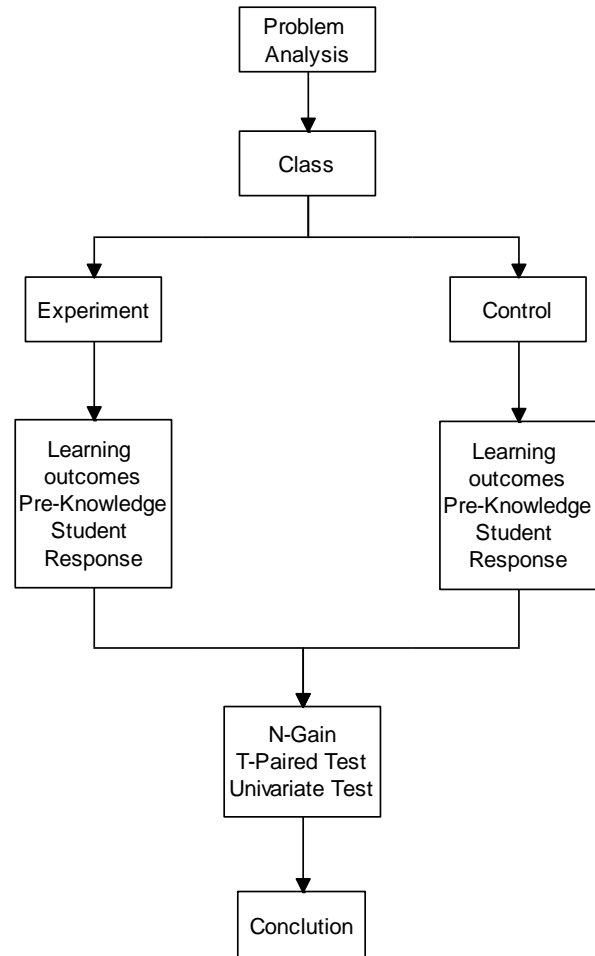 Problem
Analysis
Class
Experiment
Control
Learning
outcomes
Pre-Knowledge
Student
Response
Learning
outcomes
Pre-Knowledge
Student
Response
N-Gain
T-Paired Test
Univariate Test
Conclution